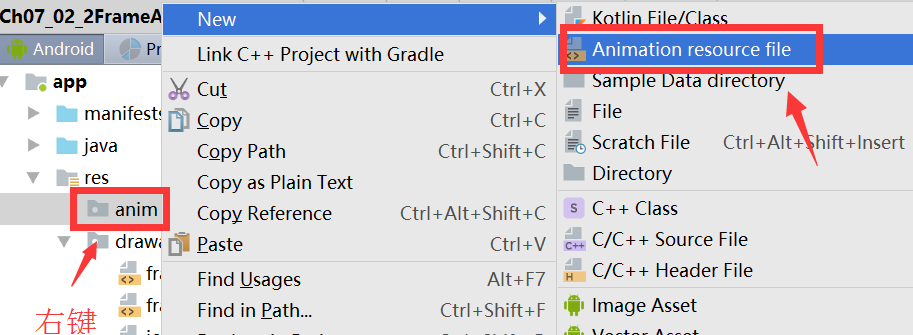 Ch07_02_2FrameA
Android
Pr
app
manifests
java
res
anim
drawa
fr
fr
右键
New
Link C++ Project with Gradle
Cut Ctrl+X
Copy Ctrl+C
Copy Path Ctrl+Shift+C
Copy as Plain Text
Copy Reference Ctrl+Alt+Shift+C
Paste Ctrl+V
Find Usages Alt+F7
Find in Path... Ctrl+Shift+F
Kotlin File/Class
Animation resource file
Sample Data directory
File
Scratch File Ctrl+Alt+Shift+Insert
Directory
C++ Class
C/C++ Source File
C/C++ Header File
Image Asset
Vector Asset